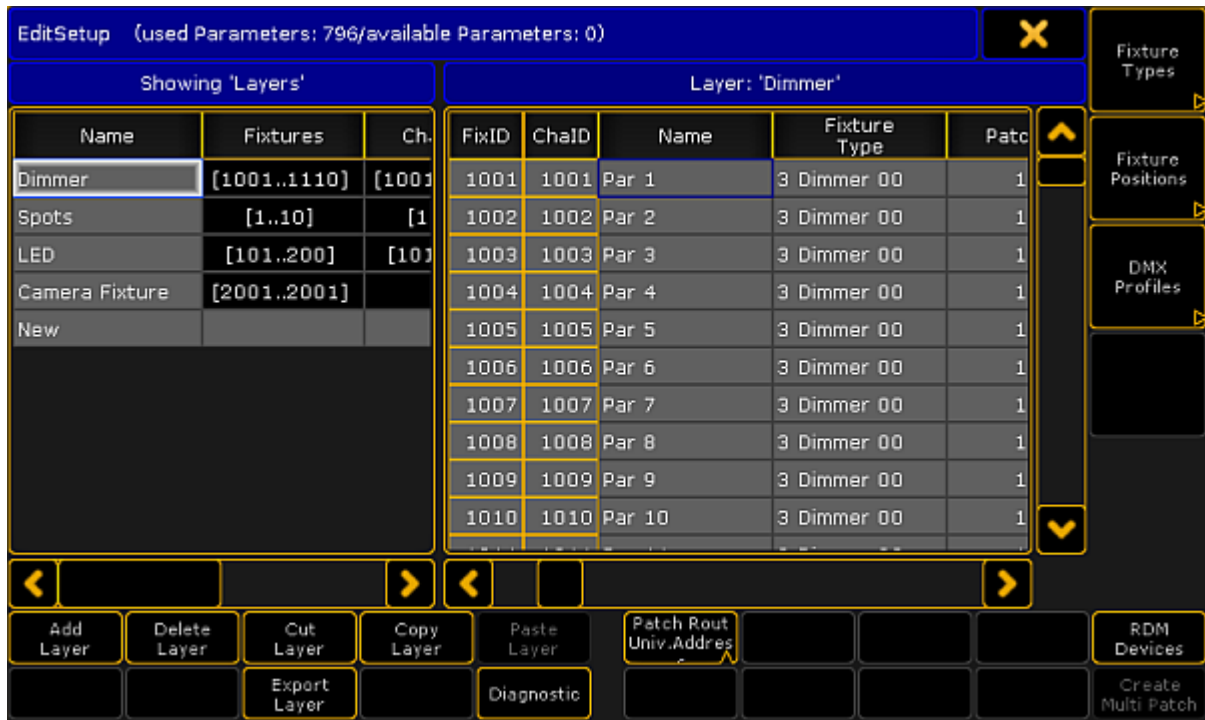 EditSetup (used Parameters: 796/available Parameters: 0)
Fixture
Types
Showing 'Layers'
Layer: 'Dimmer'
Name Fixtures Ch.
FixID ChaID Name Fixture Type Patc
Dimmer [1001..1110] [1001
Spots [1..10] [1
LED [101..200] [101
Camera Fixture [2001..2001]
New
1001 1001 Par 1 3 Dimmer 00 1
1002 1002 Par 2 3 Dimmer 00 1
1003 1003 Par 3 3 Dimmer 00 1
1004 1004 Par 4 3 Dimmer 00 1
1005 1005 Par 5 3 Dimmer 00 1
1006 1006 Par 6 3 Dimmer 00 1
1007 1007 Par 7 3 Dimmer 00 1
1008 1008 Par 8 3 Dimmer 00 1
1009 1009 Par 9 3 Dimmer 00 1
1010 1010 Par 10 3 Dimmer 00 1
Fixture
Positions
DMX
Profiles
Add
Layer
Delete
Layer
Cut
Layer
Copy
Layer
Paste
Layer
Patch Rout
Univ.Addres
RDM
Devices
Export
Layer
Diagnostic
Create
Multi Patch